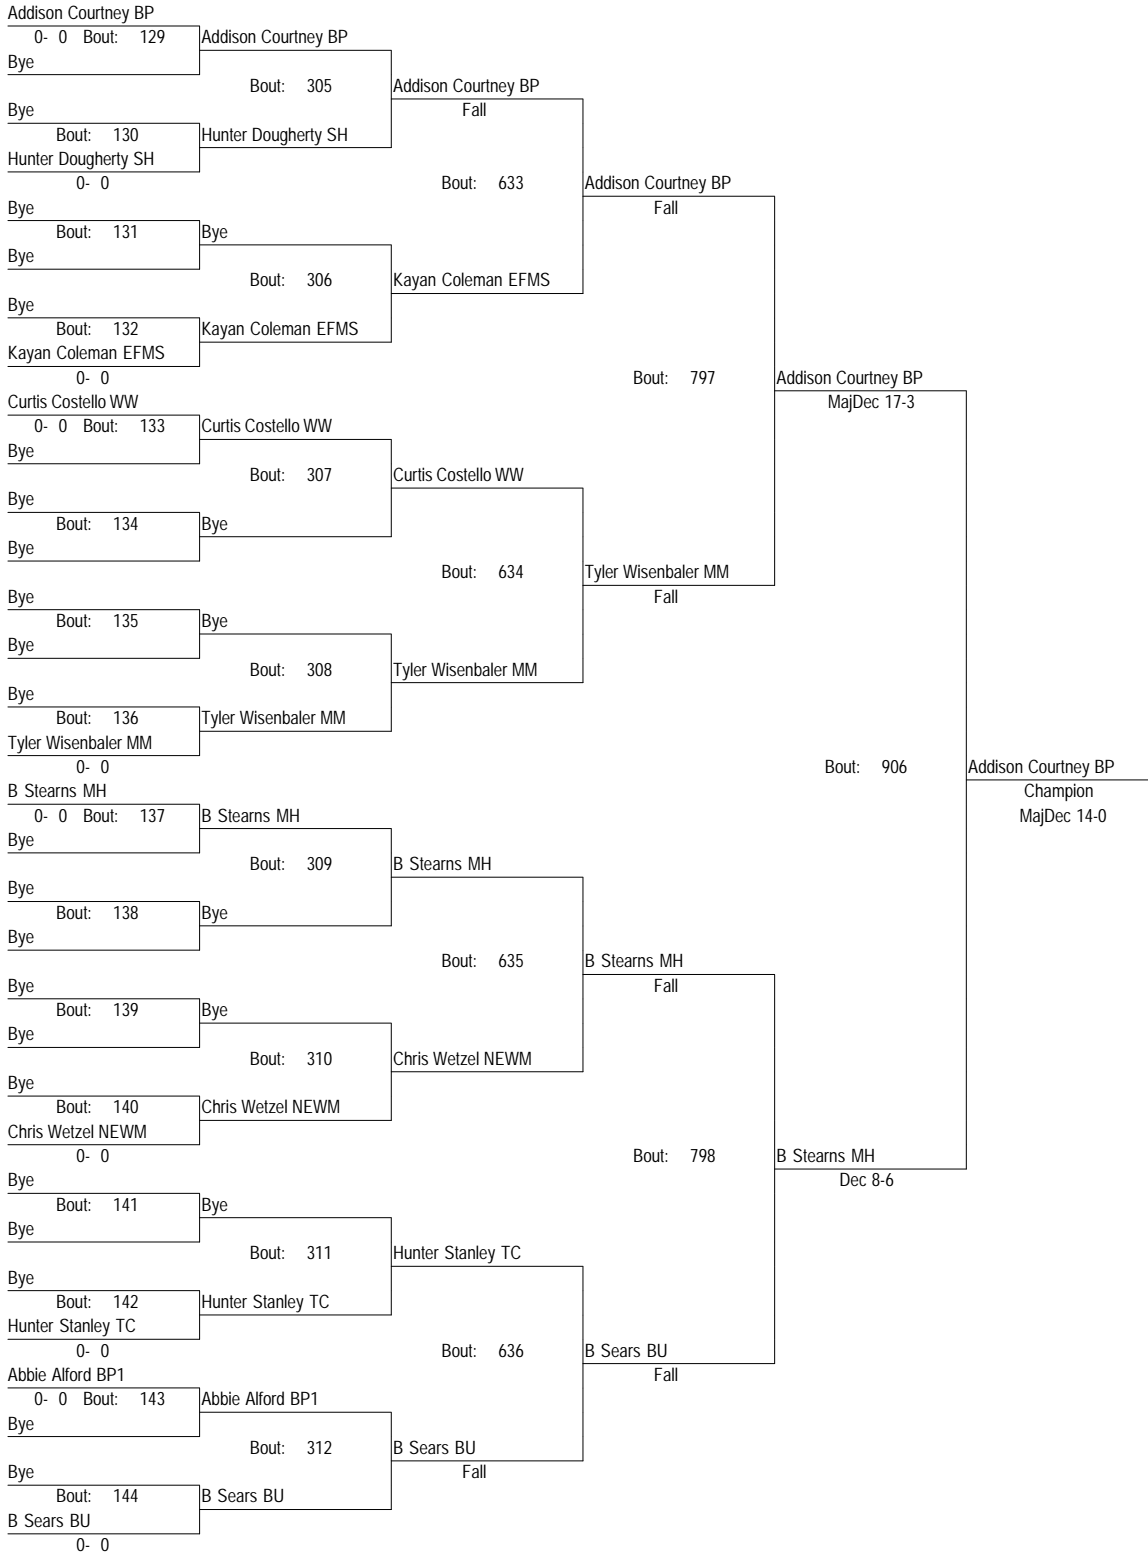 Addison Courtney BP
0- 0 Bout: 129 Addison Courtney BP
Bye
Bout: 305 Addison Courtney BP
Bye Fall
Bout: 130 Hunter Dougherty SH
Hunter Dougherty SH
0- 0 Bout: 633 Addison Courtney BP
Bye Fall
Bout: 131 Bye
Bye
Bout: 306 Kayan Coleman EFMS
Bye
Bout: 132 Kayan Coleman EFMS
Kayan Coleman EFMS
0- 0 Bout: 797 Addison Courtney BP
Curtis Costello WW MajDec 17-3
0- 0 Bout: 133 Curtis Costello WW
Bye
Bout: 307 Curtis Costello WW
Bye
Bout: 134 Bye
Bye
Bout: 634 Tyler Wisenbaler MM
Bye Fall
Bout: 135 Bye
Bye
Bout: 308 Tyler Wisenbaler MM
Bye
Bout: 136 Tyler Wisenbaler MM
Tyler Wisenbaler MM
0- 0 Bout: 906 Addison Courtney BP
B Stearns MH Champion
0- 0 Bout: 137 B Stearns MH MajDec 14-0
Bye
Bout: 309 B Stearns MH
Bye
Bout: 138 Bye
Bye
Bout: 635 B Stearns MH
Bye Fall
Bout: 139 Bye
Bye
Bout: 310 Chris Wetzel NEWM
Bye
Bout: 140 Chris Wetzel NEWM
Chris Wetzel NEWM
0- 0 Bout: 798 B Stearns MH
Bye Dec 8-6
Bout: 141 Bye
Bye
Bout: 311 Hunter Stanley TC
Bye
Bout: 142 Hunter Stanley TC
Hunter Stanley TC
0- 0 Bout: 636 B Sears BU
Abbie Alford BP1 Fall
0- 0 Bout: 143 Abbie Alford BP1
Bye
Bout: 312 B Sears BU
Bye Fall
Bout: 144 B Sears BU
B Sears BU
0- 0